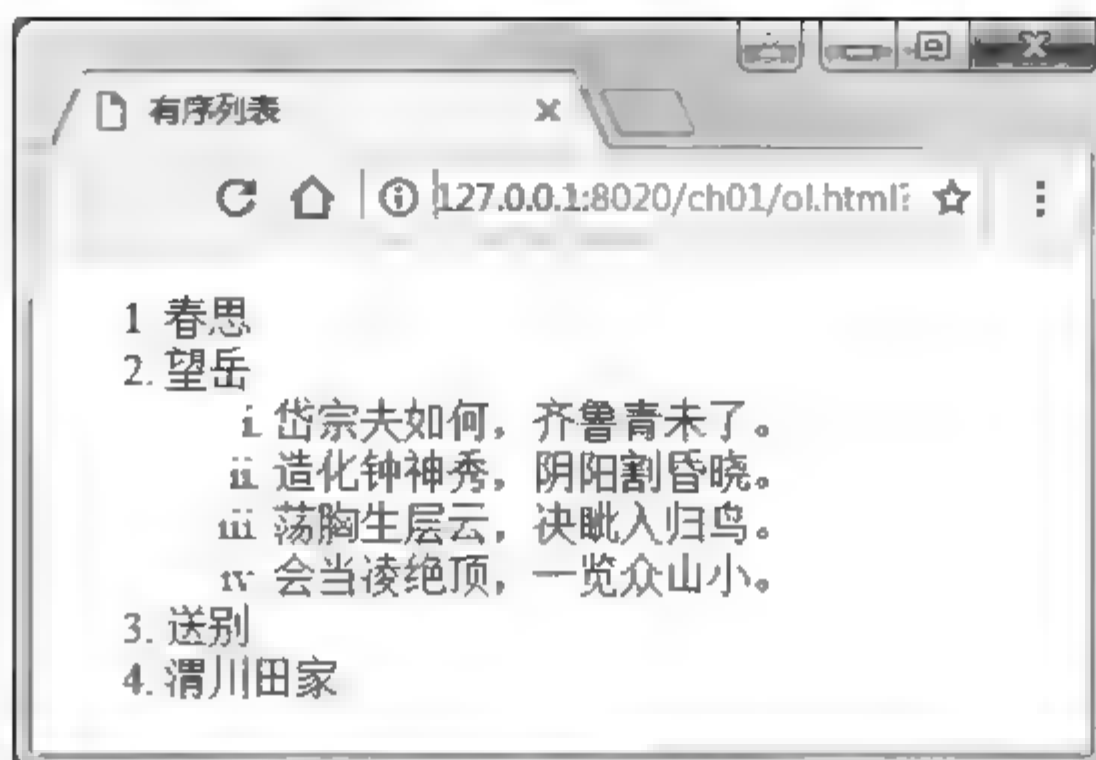 有序列表
127.0.0.1:8020/ch01/ol.html?
1 春思
2. 望岳
i. 岱宗夫如何，齐鲁青未了。
ii. 造化钟神秀，阴阳割昏晓。
iii 荡胸生层云，决眦入归鸟。
iv 会当凌绝顶，一览众山小。
3. 送别
4. 渭川田家